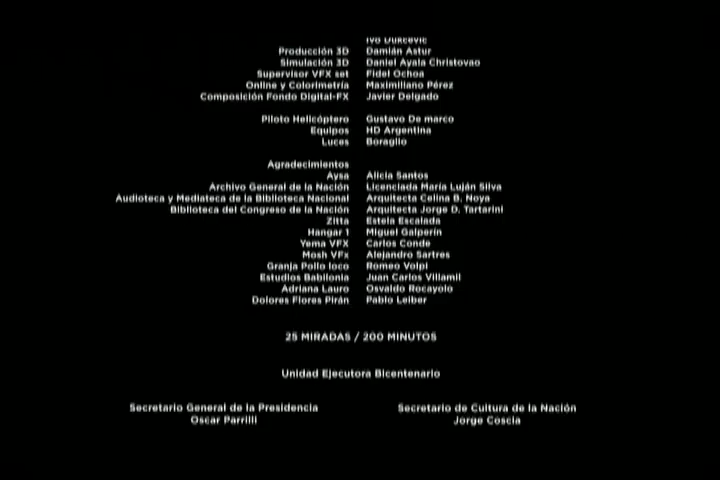 Ivo Durcevic
Producción 3D Damián Astur
Simulación 3D Daniel Ayala Christovao
Supervisor VFX set Fidel Ochoa
Online y Colorimetría Maximiliano Pérez
Composición Fondo Digital-FX Javier Delgado
Piloto Helicóptero Gustavo De marco
Equipos HD Argentina
Luces Boraglio
Agradecimientos
Aysa Alicia Santos
Archivo General de la Nación Licenciada María Luján Silva
Audioteca y Mediateca de la Biblioteca Nacional Arquitecta Celina B. Noya
Biblioteca del Congreso de la Nación Arquitecto Jorge D. Tartarini
Zitta Estela Escalada
Hangar 1 Miguel Galperín
Yema VFX Carlos Conde
Mosh VFx Alejandro Sartres
Granja Pollo loco Romeo Volpi
Estudios Babilonia Juan Carlos Villamil
Adriana Lauro Osvaldo Rocayolo
Dolores Flores Pirán Pablo Leiber
25 MIRADAS / 200 MINUTOS
Unidad Ejecutora Bicentenario
Secretario General de la Presidencia Secretario de Cultura de la Nación
Oscar Parrilli Jorge Coscia